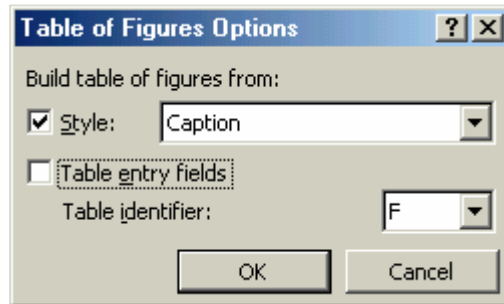 Table of Figures Options
Build table of figures from:
Style: Caption
Table entry fields
Table identifier: F
OK Cancel